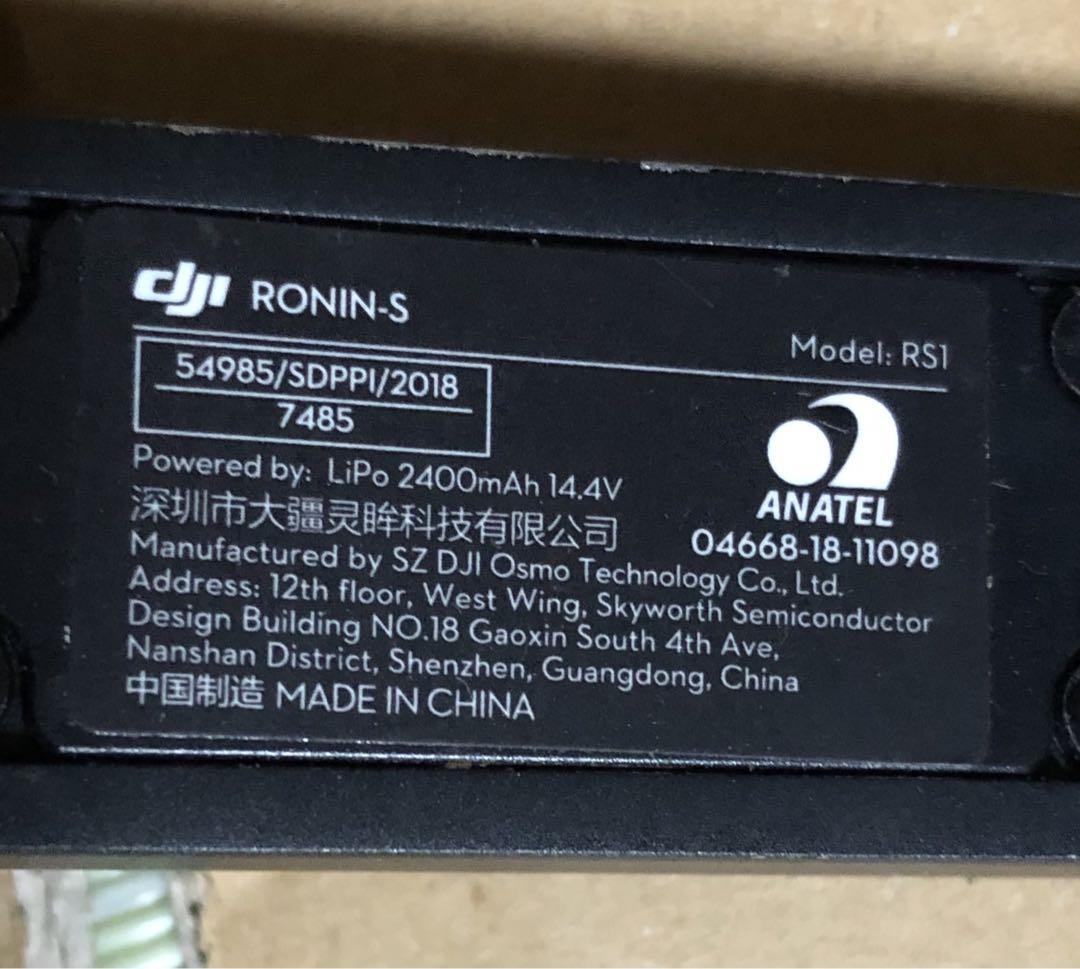 dji RONIN-S
Model: RS1
54985/SDPPI/2018
7485
Powered by: LiPo 2400mAh 14.4V
深圳市大疆灵眸科技有限公司
ANATEL
04668-18-11098
Manufactured by SZ DJI Osmo Technology Co., Ltd.
Address: 12th floor, West Wing, Skyworth Semiconductor
Design Building NO.18 Gaoxin South 4th Ave,
Nanshan District, Shenzhen, Guangdong, China
中国制造 MADE IN CHINA